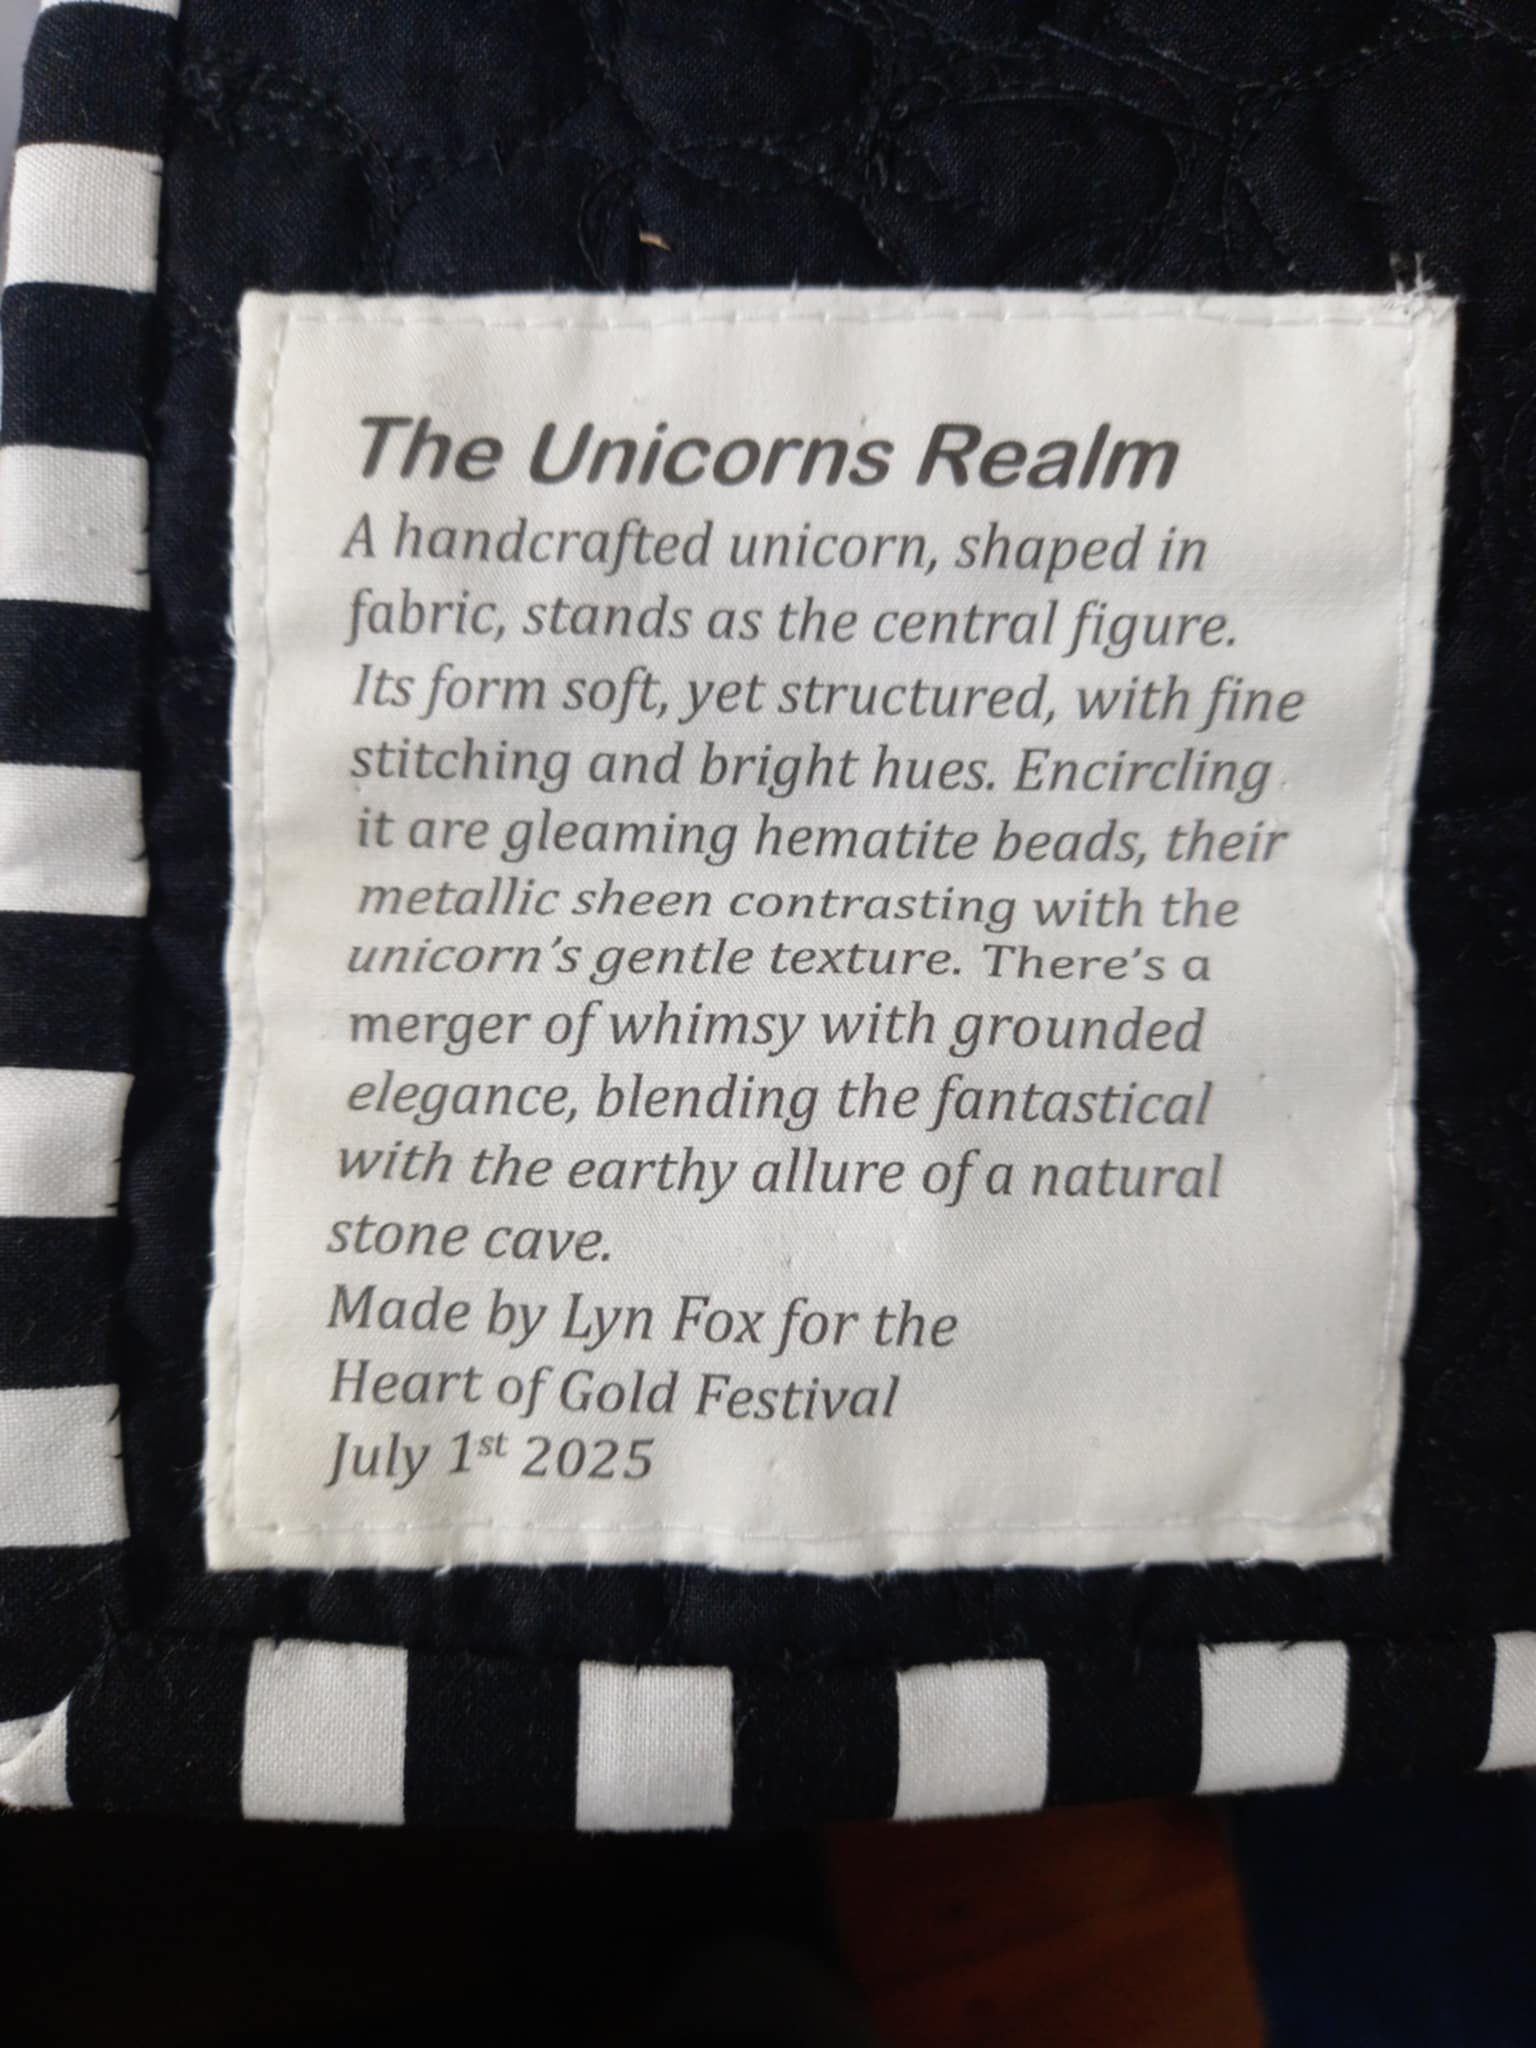 The Unicorns Realm
A handcrafted unicorn, shaped in
fabric, stands as the central figure.
Its form soft, yet structured, with fine
stitching and bright hues. Encircling
it are gleaming hematite beads, their
metallic sheen contrasting with the
unicorn’s gentle texture. There’s a
merger of whimsy with grounded
elegance, blending the fantastical
with the earthy allure of a natural
stone cave.
Made by Lyn Fox for the
Heart of Gold Festival
July 1st 2025